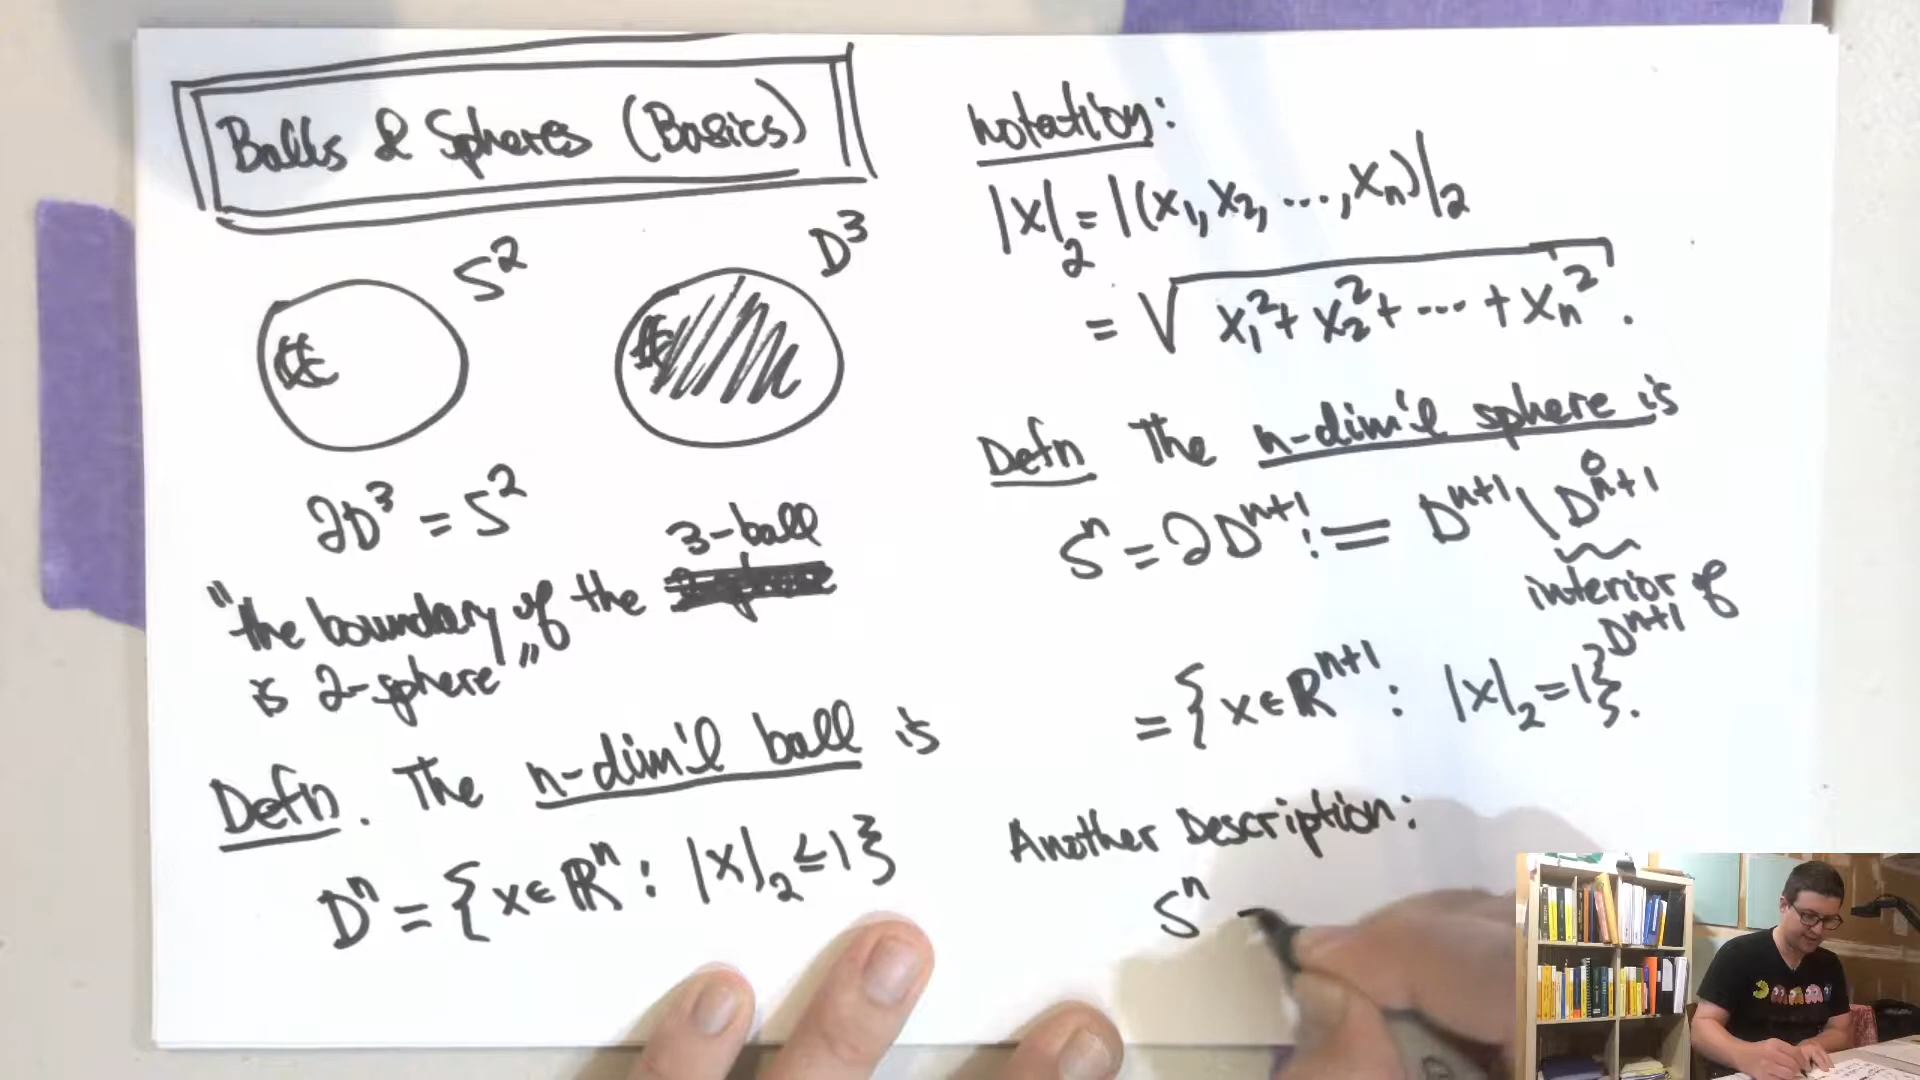 Balls & Spheres (Basics)
S²
D³
∂D³ = S²
3-ball
"the boundary of the
is 2-sphere"
Defn. The n-dim'l ball is
Dⁿ = { x ∈ ℝⁿ : |x|₂ ≤ 1 }
notation:
|x|₂ = |(x₁, x₂, ..., xₙ)|₂
= √(x₁² + x₂² + ... + xₙ²).
Defn The n-dim'l sphere is
Sⁿ = ∂Dⁿ⁺¹ := Dⁿ⁺¹ \ D̊ⁿ⁺¹
interior of
Dⁿ⁺¹
= { x ∈ ℝⁿ⁺¹ : |x|₂ = 1 }.
Another Description:
Sⁿ